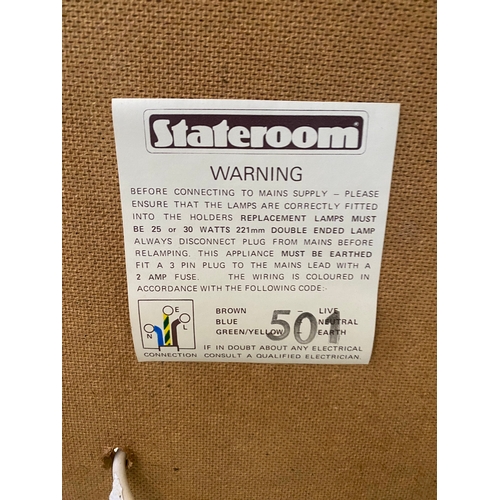 Stateroom®
WARNING
BEFORE CONNECTING TO MAINS SUPPLY – PLEASE
ENSURE THAT THE LAMPS ARE CORRECTLY FITTED
INTO THE HOLDERS REPLACEMENT LAMPS MUST
BE 25 or 30 WATTS 221mm DOUBLE ENDED LAMP
ALWAYS DISCONNECT PLUG FROM MAINS BEFORE
RELAMPING. THIS APPLIANCE MUST BE EARTHED
FIT A 3 PIN PLUG TO THE MAINS LEAD WITH A
2 AMP FUSE. THE WIRING IS COLOURED IN
ACCORDANCE WITH THE FOLLOWING CODE:-
E
N L
BROWN – LIVE
BLUE – NEUTRAL
GREEN/YELLOW – EARTH
501
IF IN DOUBT ABOUT ANY ELECTRICAL
CONNECTION CONSULT A QUALIFIED ELECTRICIAN.